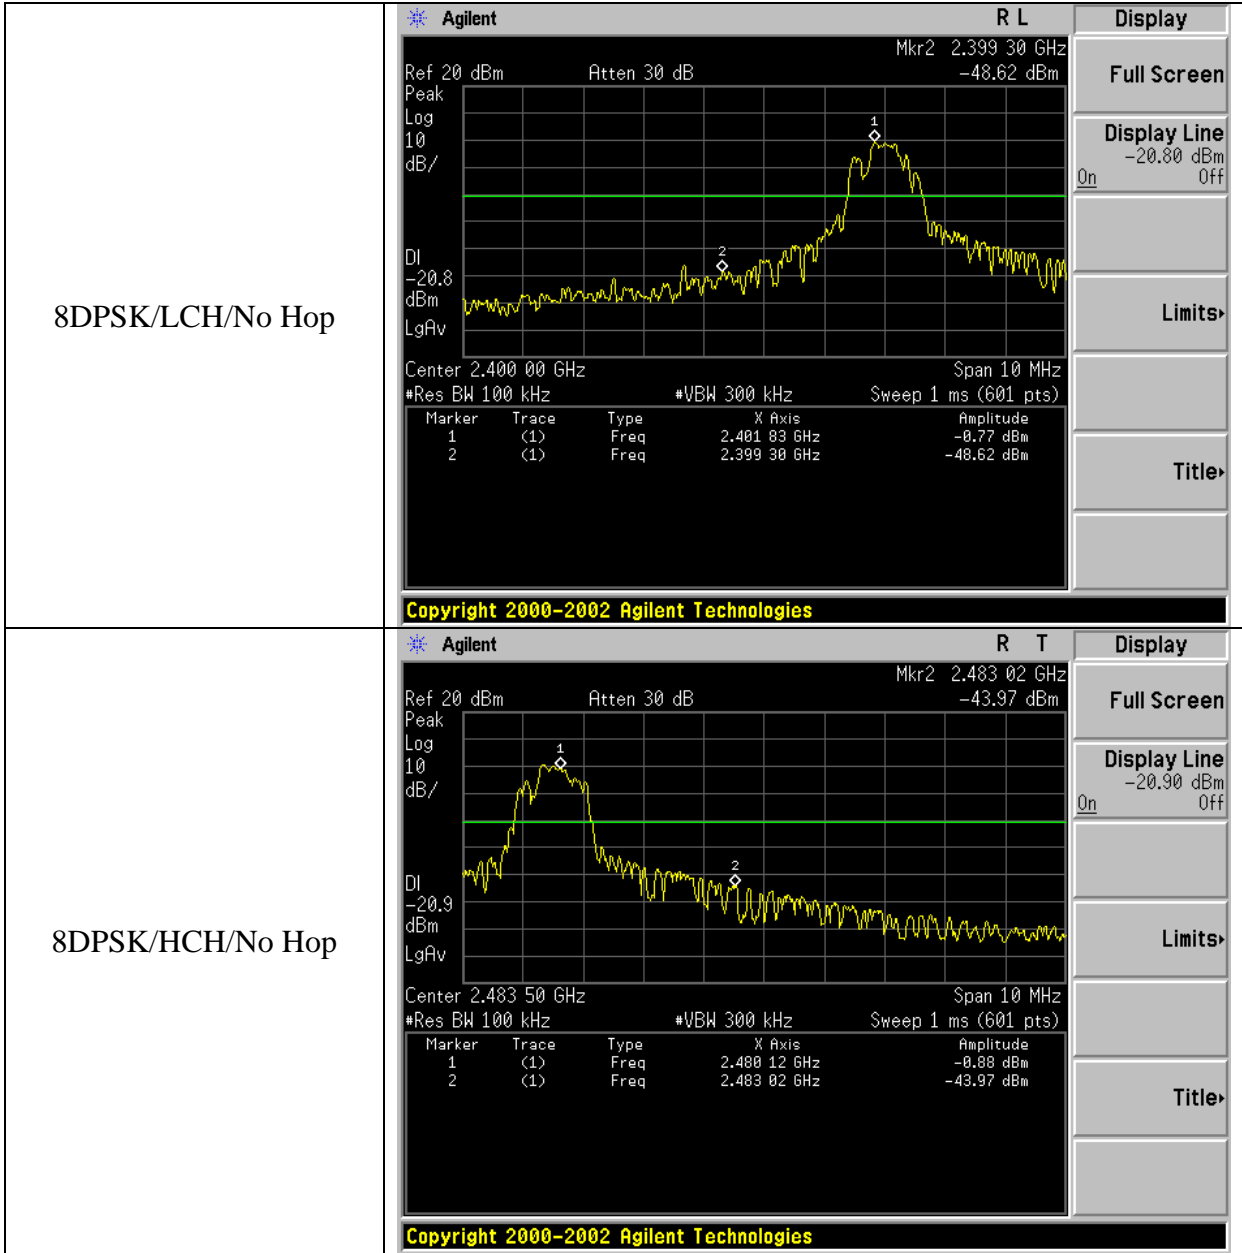 8DPSK/LCH/No Hop
Agilent R L Display
Mkr2 2.399 30 GHz
Ref 20 dBm Atten 30 dB -48.62 dBm Full Screen
Peak
Log
10
dB/
1
Display Line
-20.80 dBm
On Off
2
DI
-20.8
dBm
LgAv
Limits
Center 2.400 00 GHz Span 10 MHz
#Res BW 100 kHz #VBW 300 kHz Sweep 1 ms (601 pts)
Marker Trace Type X Axis Amplitude
1 (1) Freq 2.401 83 GHz -0.77 dBm
2 (1) Freq 2.399 30 GHz -48.62 dBm
Title
Copyright 2000-2002 Agilent Technologies
8DPSK/HCH/No Hop
Agilent R T Display
Mkr2 2.483 02 GHz
Ref 20 dBm Atten 30 dB -43.97 dBm Full Screen
Peak
Log
10
dB/
1
Display Line
-20.90 dBm
On Off
2
DI
-20.9
dBm
LgAv
Limits
Center 2.483 50 GHz Span 10 MHz
#Res BW 100 kHz #VBW 300 kHz Sweep 1 ms (601 pts)
Marker Trace Type X Axis Amplitude
1 (1) Freq 2.480 12 GHz -0.88 dBm
2 (1) Freq 2.483 02 GHz -43.97 dBm
Title
Copyright 2000-2002 Agilent Technologies